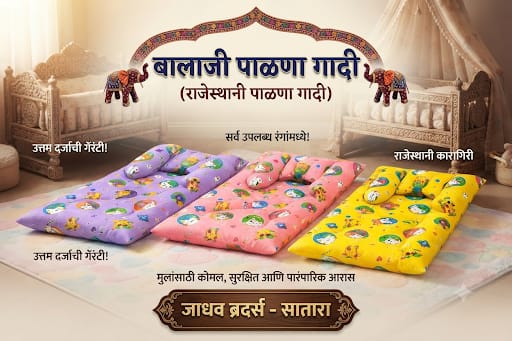 बालाजी पाळणा गादी
(राजेस्थानी पाळणा गादी)
सर्व उपलब्ध रंगांमध्ये!
उत्तम दर्जाची गॅरंटी!
राजेस्थानी कारागिरी
उत्तम दर्जाची गॅरंटी!
मुलांसाठी कोमल, सुरक्षित आणि पारंपारिक आरास
जाधव ब्रदर्स - सातारा